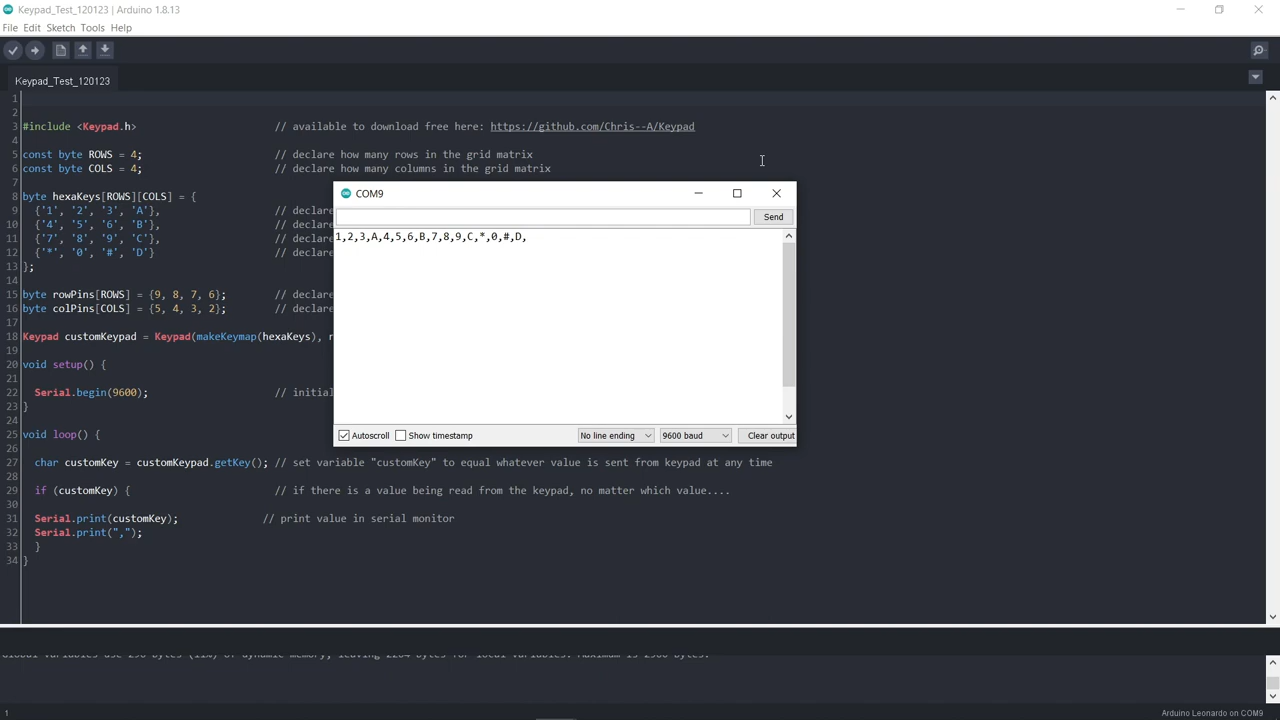 Keypad_Test_120123 | Arduino 1.8.13
File Edit Sketch Tools Help
Keypad_Test_120123
1
2
3 #include <Keypad.h> // available to download free here: https://github.com/Chris--A/Keypad
4
5 const byte ROWS = 4; // declare how many rows in the grid matrix
6 const byte COLS = 4; // declare how many columns in the grid matrix
7
8 byte hexaKeys[ROWS][COLS] = {
9 {'1', '2', '3', 'A'}, // decla
10 {'4', '5', '6', 'B'}, // decla
11 {'7', '8', '9', 'C'}, // decla
12 {'*', '0', '#', 'D'} // decla
13 };
14
15 byte rowPins[ROWS] = {9, 8, 7, 6}; // declare
16 byte colPins[COLS] = {5, 4, 3, 2}; // declare
17
18 Keypad customKeypad = Keypad(makeKeymap(hexaKeys), r
19
20 void setup() {
21
22 Serial.begin(9600); // initial
23 }
24
25 void loop() {
26
27 char customKey = customKeypad.getKey(); // set variable "customKey" to equal whatever value is sent from keypad at any time
28
29 if (customKey) { // if there is a value being read from the keypad, no matter which value....
30
31 Serial.print(customKey); // print value in serial monitor
32 Serial.print(",");
33 }
34 }
COM9
Send
1,2,3,A,4,5,6,B,7,8,9,C,*,0,#,D,
Autoscroll Show timestamp No line ending 9600 baud Clear output
1 Arduino Leonardo on COM9